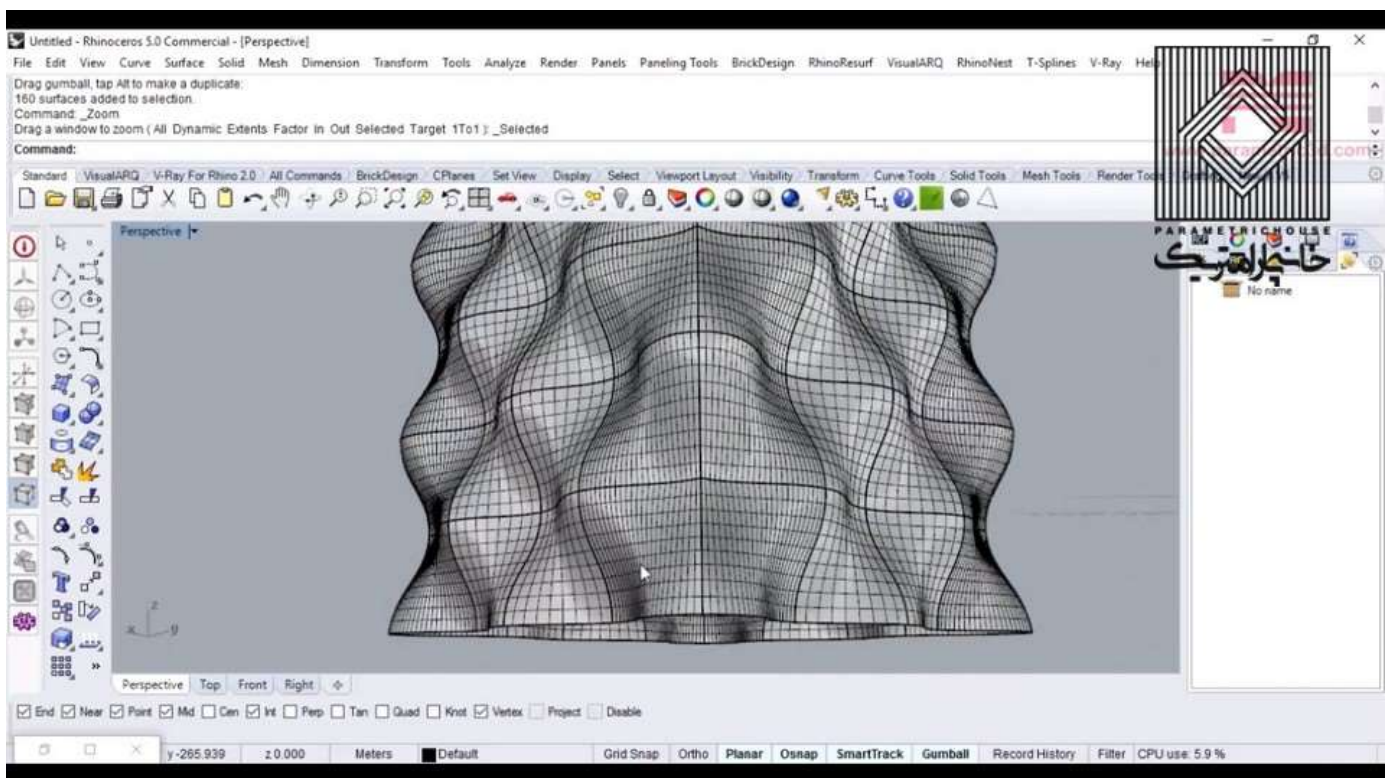 Untitled - Rhinoceros 5.0 Commercial - [Perspective]
File Edit View Curve Surface Solid Mesh Dimension Transform Tools Analyze Render Panels Paneling Tools BrickDesign RhinoResurf VisualARQ RhinoNest T-Splines V-Ray Help
Drag gumball, tap Alt to make a duplicate:
160 surfaces added to selection.
Command: _Zoom
Drag a window to zoom ( All Dynamic Extents Factor In Out Selected Target 1To1 ): _Selected
Command:
Standard VisualARQ V-Ray For Rhino 2.0 All Commands BrickDesign CPlanes Set View Display Select Viewport Layout Visibility Transform Curve Tools Solid Tools Mesh Tools Render Tools
PARAMETRICHOUSE
خانه پارامتریک
Perspective
No name
z
x y
Perspective Top Front Right
End Near Point Mid Cen Int Perp Tan Quad Knot Vertex Project Disable
y -265.939 z 0.000 Meters Default Grid Snap Ortho Planar Osnap SmartTrack Gumball Record History Filter CPU use: 5.9 %